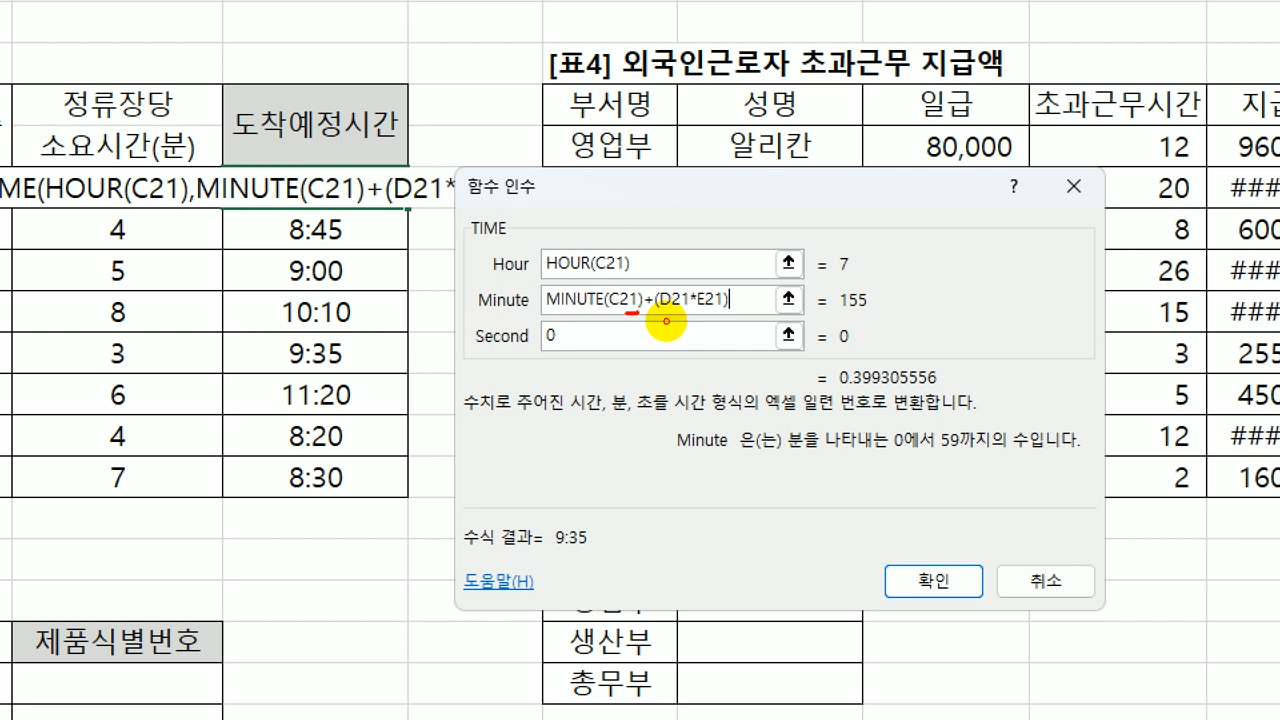 [표4] 외국인근로자 초과근무 지급액
정류장당
소요시간(분)
도착예정시간
부서명 성명 일급 초과근무시간
영업부 알리칸 80,000 12 960
ME(HOUR(C21),MINUTE(C21)+(D21*
20 ###
4 8:45 8 600
5 9:00 26 ###
8 10:10 15 ###
3 9:35 3 255
6 11:20 5 450
4 8:20 12 ###
7 8:30 2 160
함수 인수 ?
TIME
Hour HOUR(C21) = 7
Minute MINUTE(C21)+(D21*E21) = 155
Second 0 = 0
= 0.399305556
수치로 주어진 시간, 분, 초를 시간 형식의 엑셀 일련 번호로 변환합니다.
Minute 은(는) 분을 나타내는 0에서 59까지의 수입니다.
수식 결과= 9:35
도움말(H) 확인 취소
제품식별번호 생산부
총무부